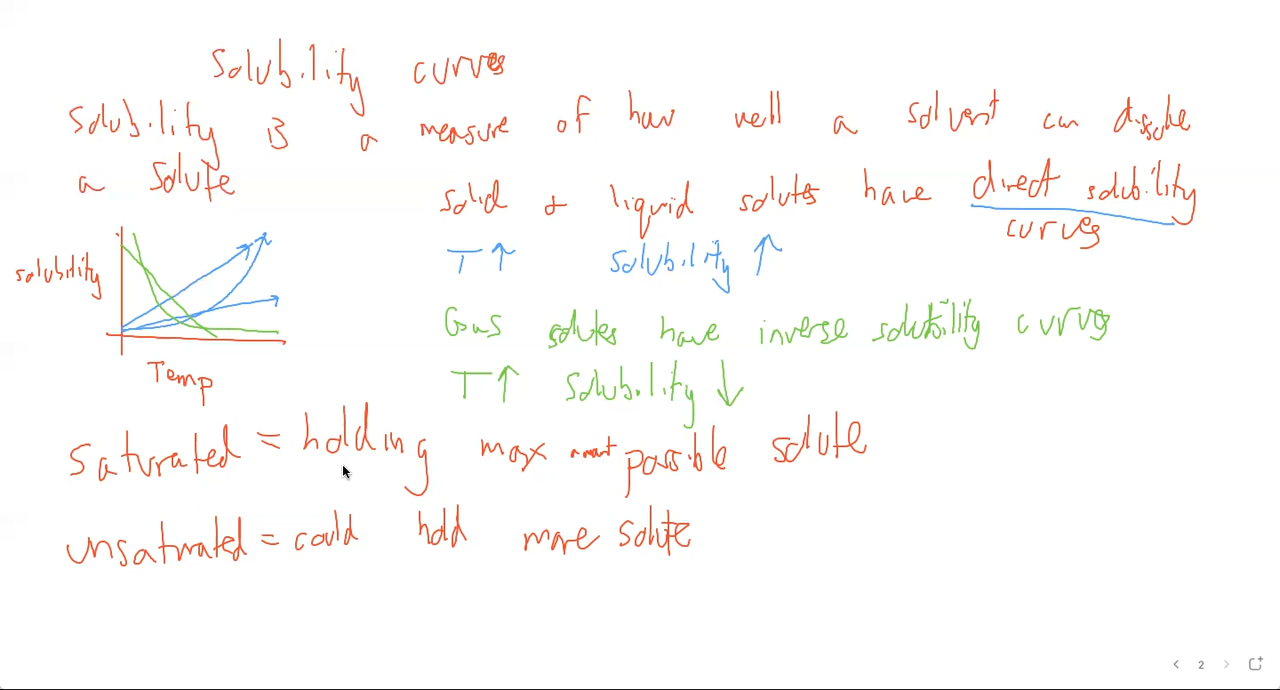 Solubility curves
Solubility is a measure of how well a solvent can dissolve
a solute
solid & liquid solutes have direct solubility
curves
T↑ solubility ↑
solubility
Temp
Gas solutes have inverse solubility curves
T↑ solubility ↓
Saturated = holding max amount possible solute
unsaturated = could hold more solute
2